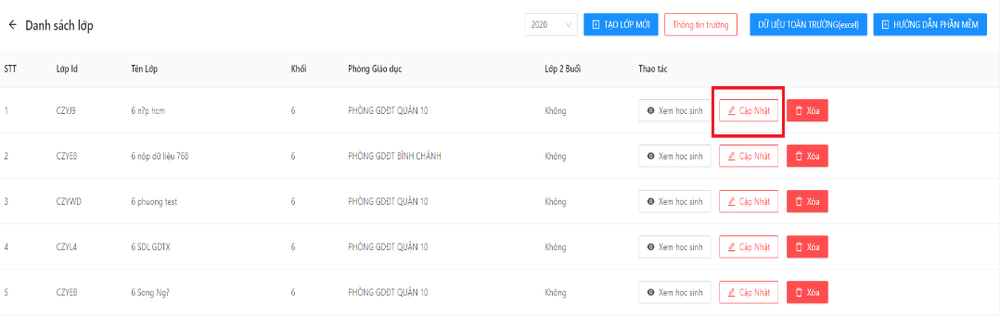 ← Danh sách lớp 2020 TẠO LỚP MỚI Thông tin trường DỮ LIỆU TOÀN TRƯỜNG(excel) HƯỚNG DẪN PHẦN MỀM
STT Lớp Id Tên Lớp Khối Phòng Giáo dục Lớp 2 Buổi Thao tác
1 CZYJ9 6 n?p hcm 6 PHÒNG GDĐT QUẬN 10 Không Xem học sinh Cập Nhật Xóa
2 CZYE8 6 nộp dữ liệu 768 6 PHÒNG GDĐT BÌNH CHÁNH Không Xem học sinh Cập Nhật Xóa
3 CZYWD 6 phuong test 6 PHÒNG GDĐT QUẬN 10 Không Xem học sinh Cập Nhật Xóa
4 CZYL4 6 SDL GDTX 6 PHÒNG GDĐT QUẬN 10 Không Xem học sinh Cập Nhật Xóa
5 CZYEB 6 Song Ng? 6 PHÒNG GDĐT QUẬN 10 Không Xem học sinh Cập Nhật Xóa